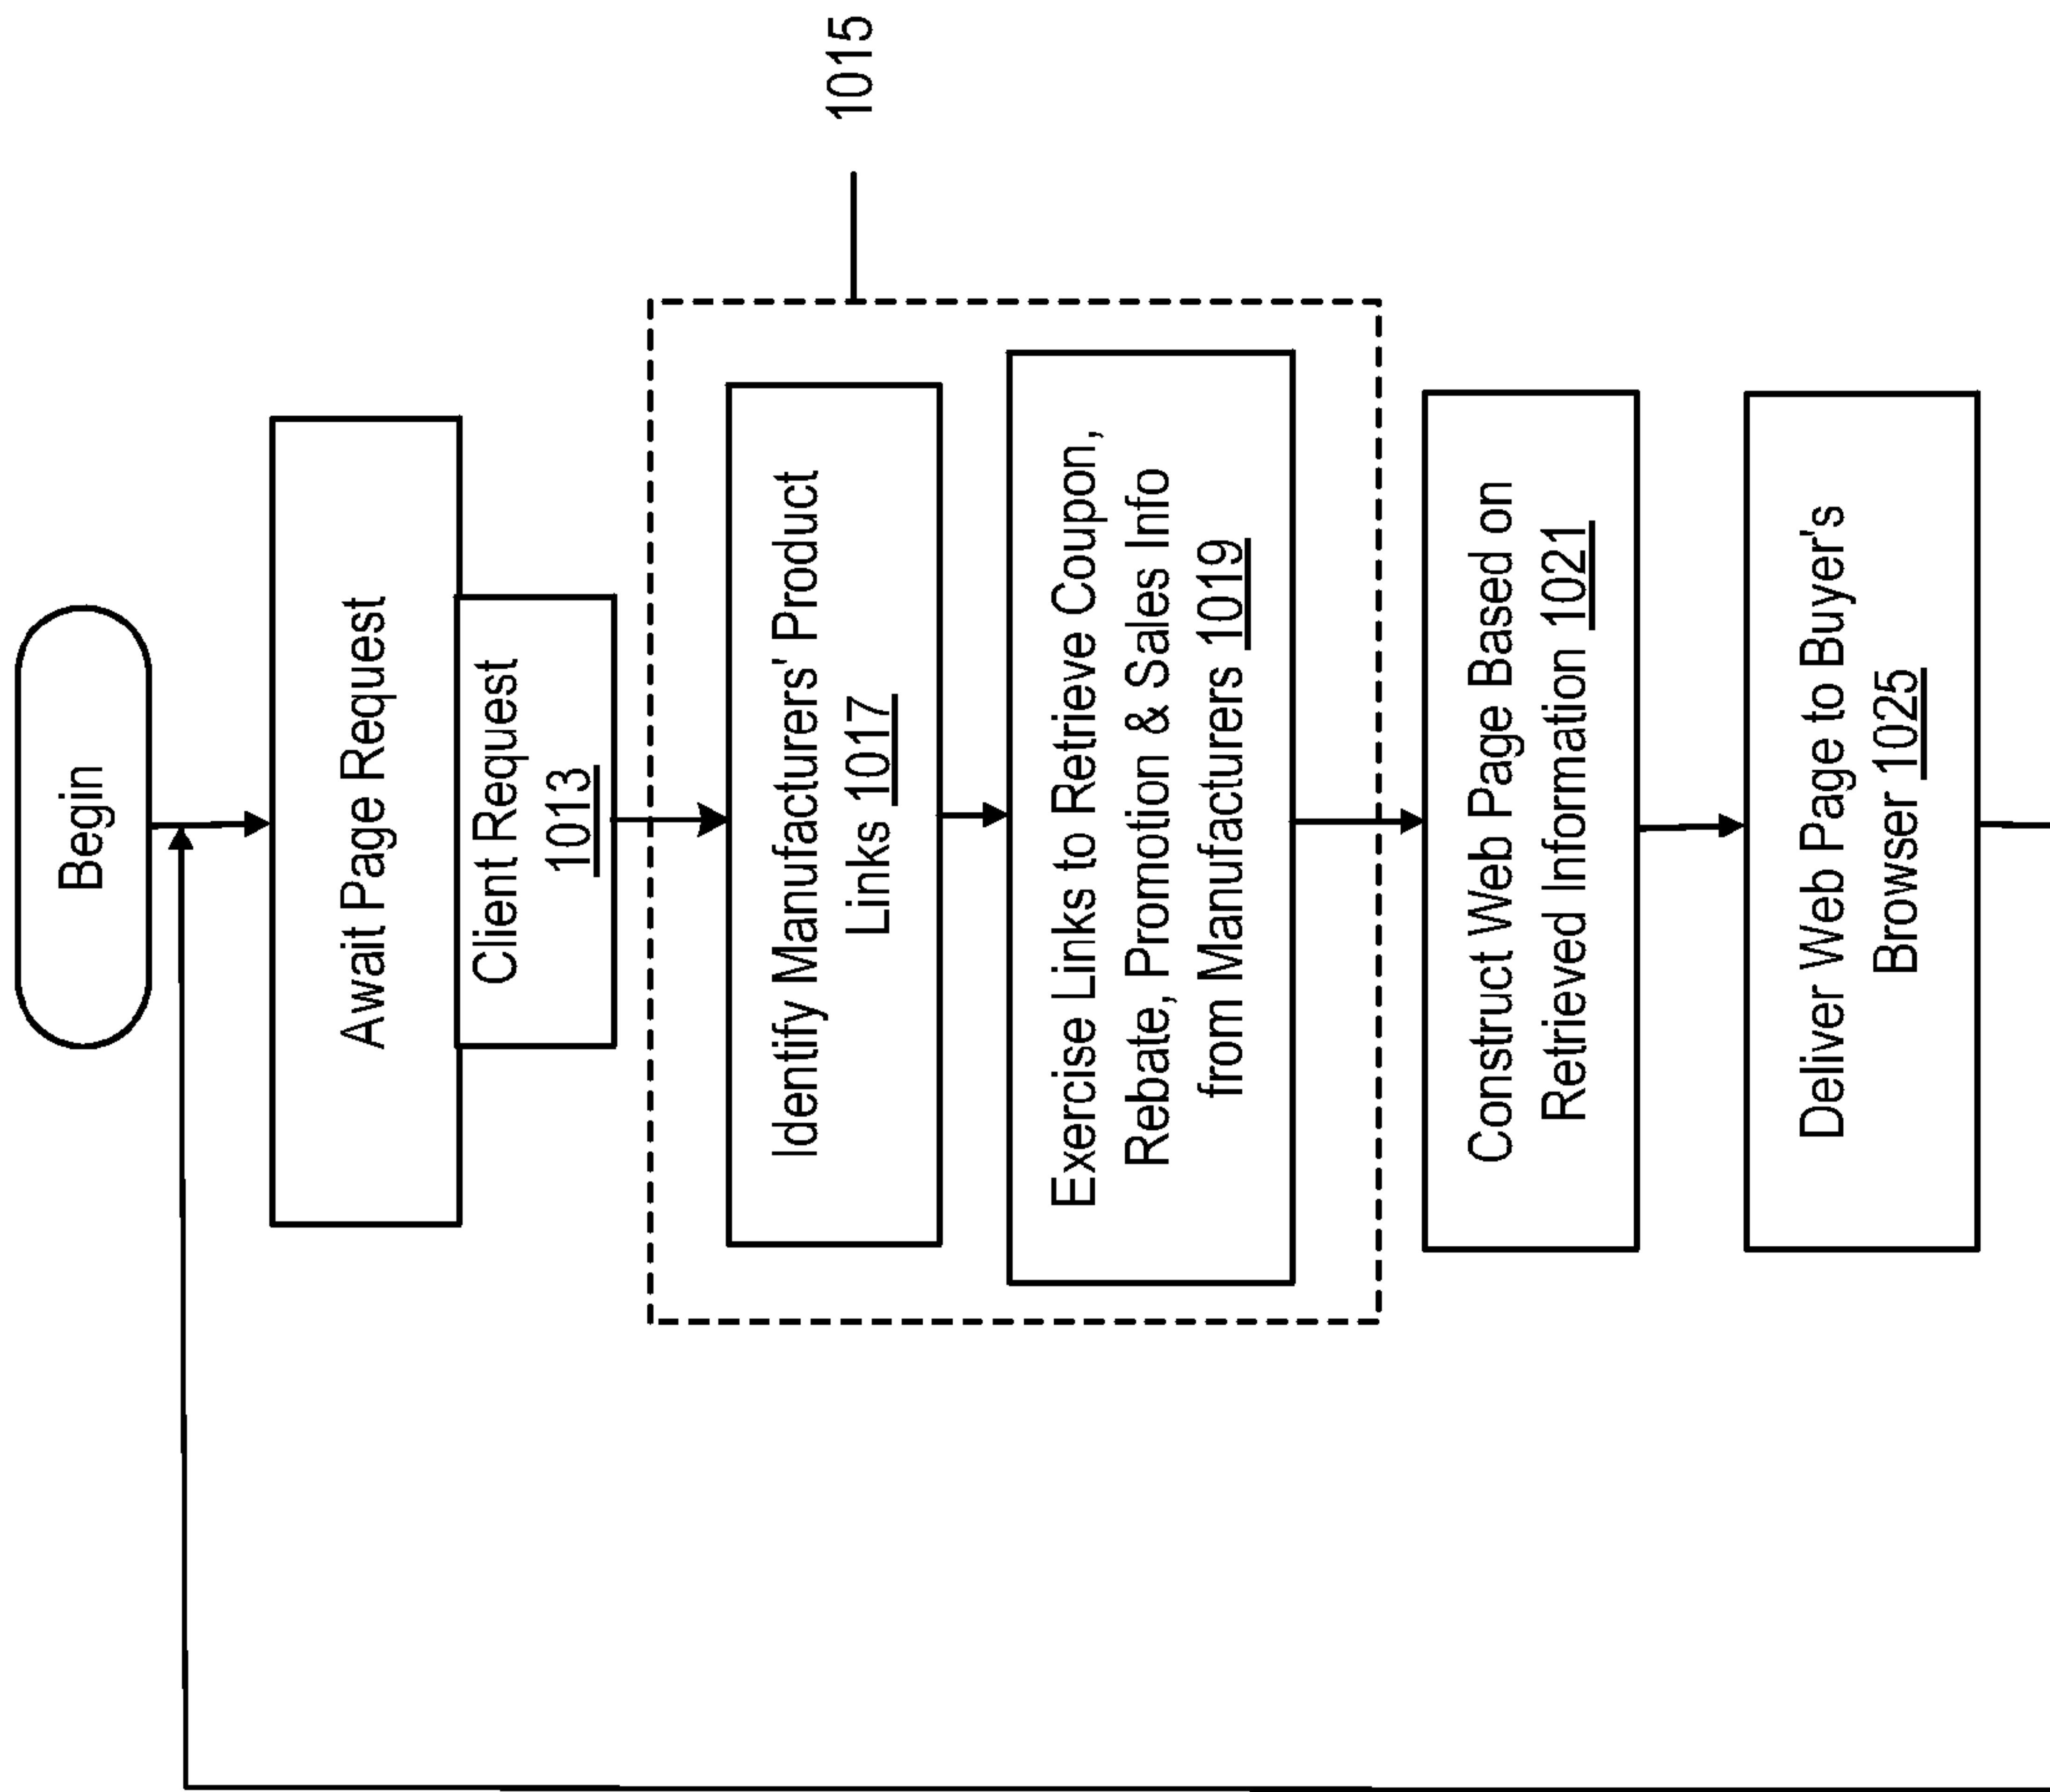 Begin
Await Page Request
Client Request
1013
1015
Identify Manufacturers' Product
Links 1017
Exercise Links to Retrieve Coupon,
Rebate, Promotion & Sales Info
from Manufacturers 1019
Construct Web Page Based on
Retrieved Information 1021
Deliver Web Page to Buyer's
Browser 1025